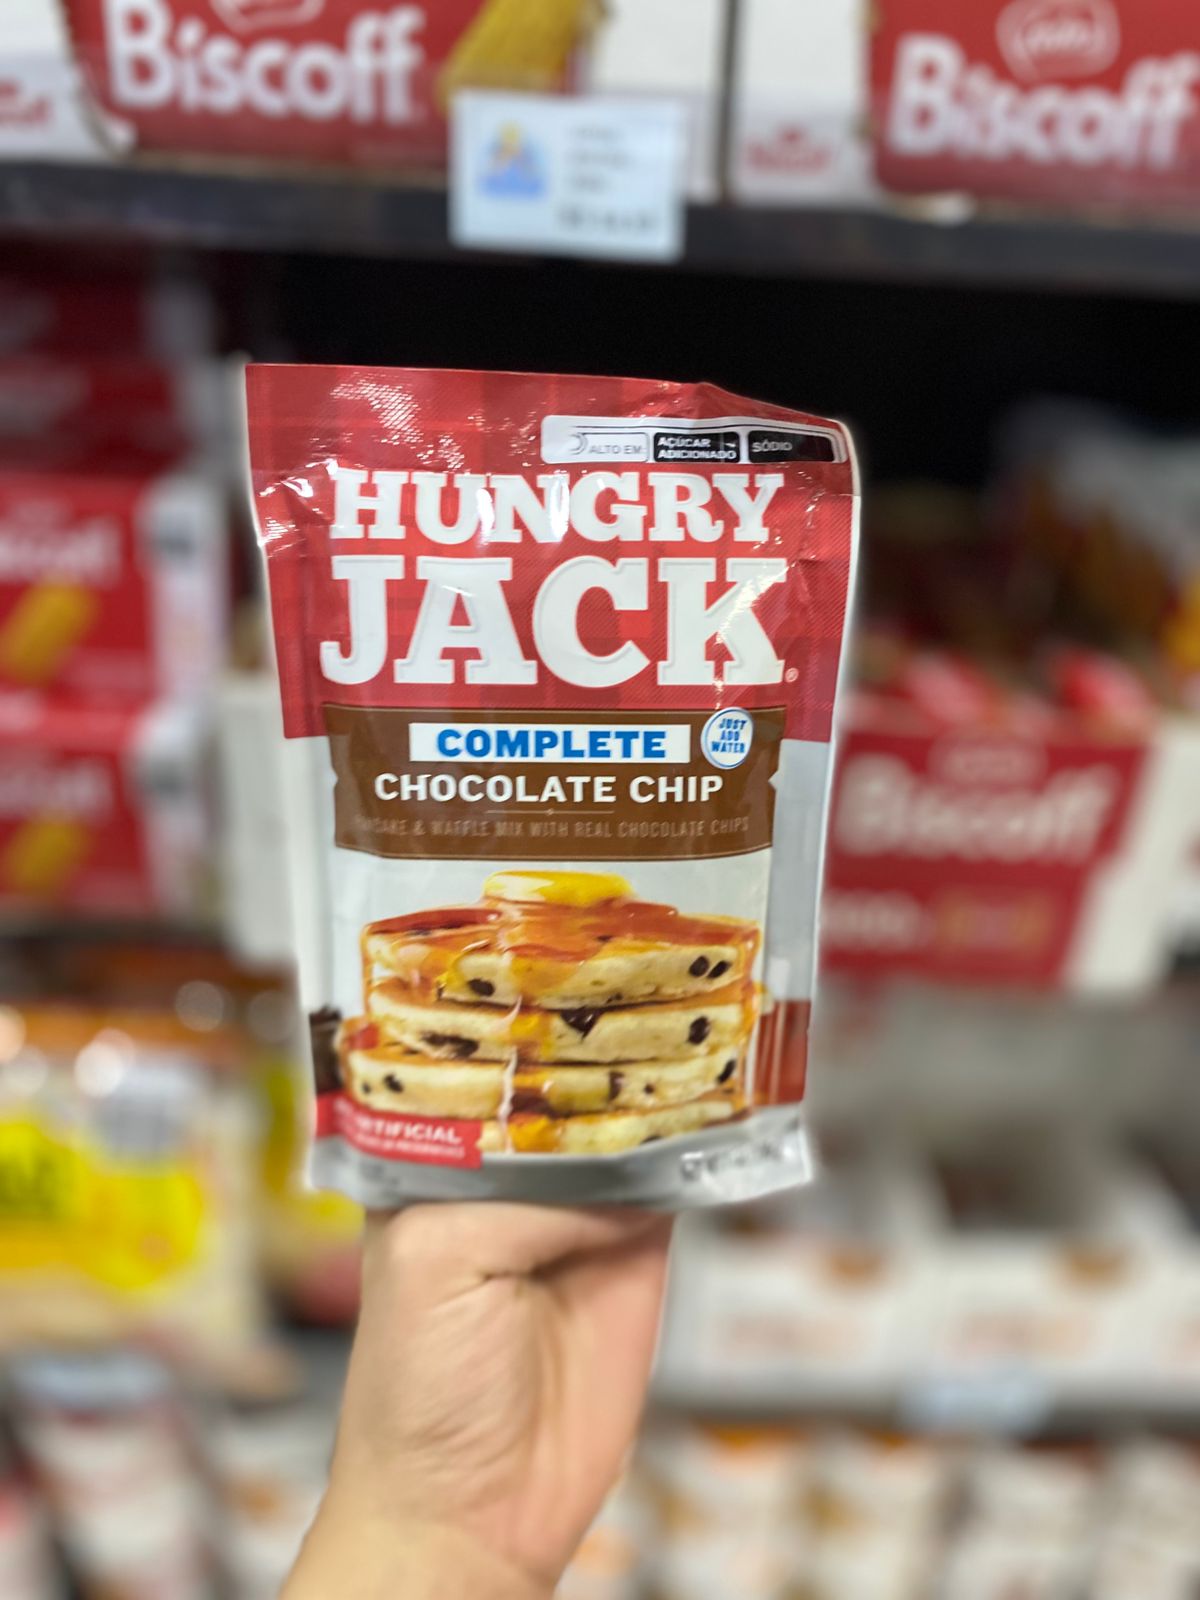 Biscoff
Biscoff
ALTO EM:
AÇÚCAR
ADICIONADO
SÓDIO
HUNGRY
JACK®
COMPLETE
JUST
ADD
WATER
CHOCOLATE CHIP
PANCAKE & WAFFLE MIX WITH REAL CHOCOLATE CHIPS
Biscoff
ARTIFICIAL